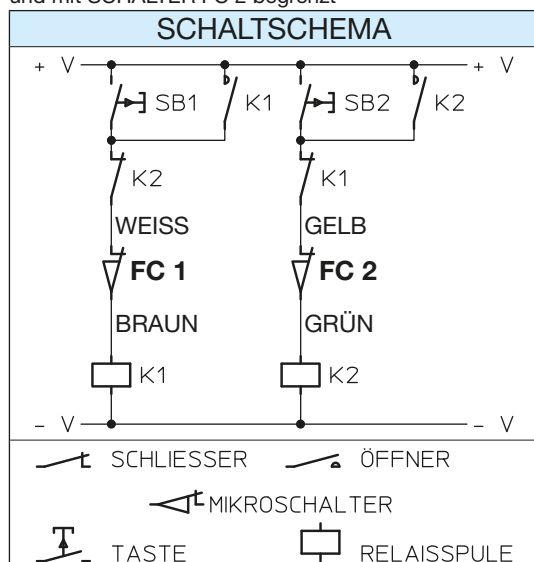 und mit SCHALTER FC 2 begrenzt
SCHALTSCHEMA
+ V + V
SB1 K1 SB2 K2
K2 K1
WEISS GELB
FC 1 FC 2
BRAUN GRÜN
K1 K2
– V – V
SCHLIESSER ÖFFNER
MIKROSCHALTER
TASTE RELAISSPULE